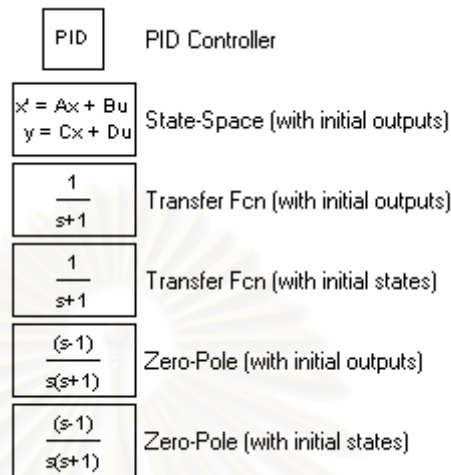 PID PID Controller
x' = Ax + Bu
y = Cx + Du
State-Space (with initial outputs)
1
s+1
Transfer Fcn (with initial outputs)
1
s+1
Transfer Fcn (with initial states)
(s-1)
s(s+1)
Zero-Pole (with initial outputs)
(s-1)
s(s+1)
Zero-Pole (with initial states)